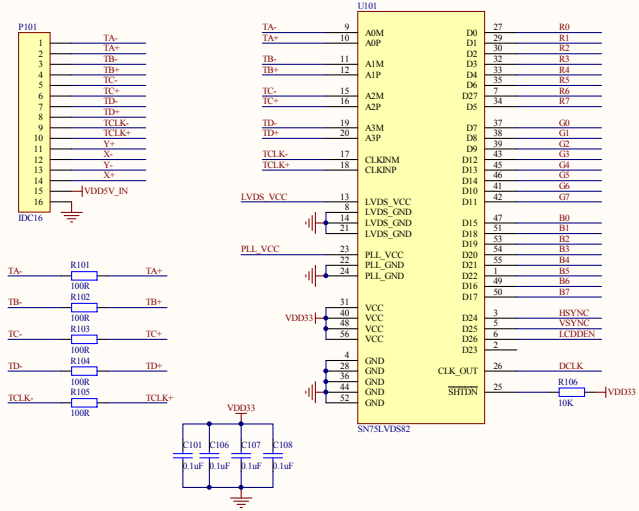 P101
1 TA-
2 TA+
3 TB-
4 TB+
5 TC-
6 TC+
7 TD-
8 TD+
9 TCLK-
10 TCLK+
11 Y+
12 X-
13 Y-
14 X+
15 VDD5V_IN
16
IDC16
TA- R101 TA+
100R
TB- R102 TB+
100R
TC- R103 TC+
100R
TD- R104 TD+
100R
TCLK- R105 TCLK+
100R
VDD33
C101 C106 C107 C108
0.1uF 0.1uF 0.1uF 0.1uF
U101
TA- 9 A0M
TA+ 10 A0P
TB- 11 A1M
TB+ 12 A1P
TC- 15 A2M
TC+ 16 A2P
TD- 19 A3M
TD+ 20 A3P
TCLK- 17 CLKINM
TCLK+ 18 CLKINP
LVDS_VCC 13 LVDS_VCC
8 LVDS_GND
14 LVDS_GND
21 LVDS_GND
PLL_VCC 23 PLL_VCC
22 PLL_GND
24 PLL_GND
31 VCC
VDD33 40 VCC
48 VCC
56 VCC
4 GND
28 GND
36 GND
44 GND
52 GND
D0 27 R0
D1 29 R1
D2 30 R2
D3 32 R3
D4 33 R4
D6 35 R5
D27 7 R6
D5 34 R7
D7 37 G0
D8 38 G1
D9 39 G2
D12 43 G3
D13 45 G4
D14 46 G5
D10 41 G6
D11 42 G7
D15 47 B0
D18 51 B1
D19 53 B2
D20 54 B3
D21 55 B4
D22 1 B5
D16 49 B6
D17 50 B7
D24 3 HSYNC
D25 5 VSYNC
D26 6 LCDDEN
D23 2
CLK_OUT 26 DCLK
SHTDN 25 R106 VDD33
10K
SN75LVDS82